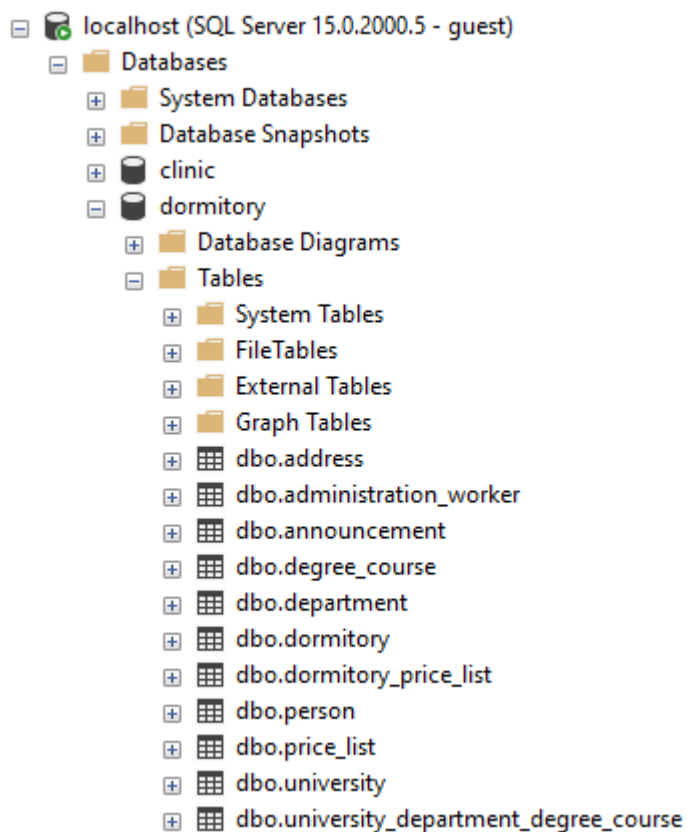 localhost (SQL Server 15.0.2000.5 - guest)
Databases
System Databases
Database Snapshots
clinic
dormitory
Database Diagrams
Tables
System Tables
FileTables
External Tables
Graph Tables
dbo.address
dbo.administration_worker
dbo.announcement
dbo.degree_course
dbo.department
dbo.dormitory
dbo.dormitory_price_list
dbo.person
dbo.price_list
dbo.university
dbo.university_department_degree_course